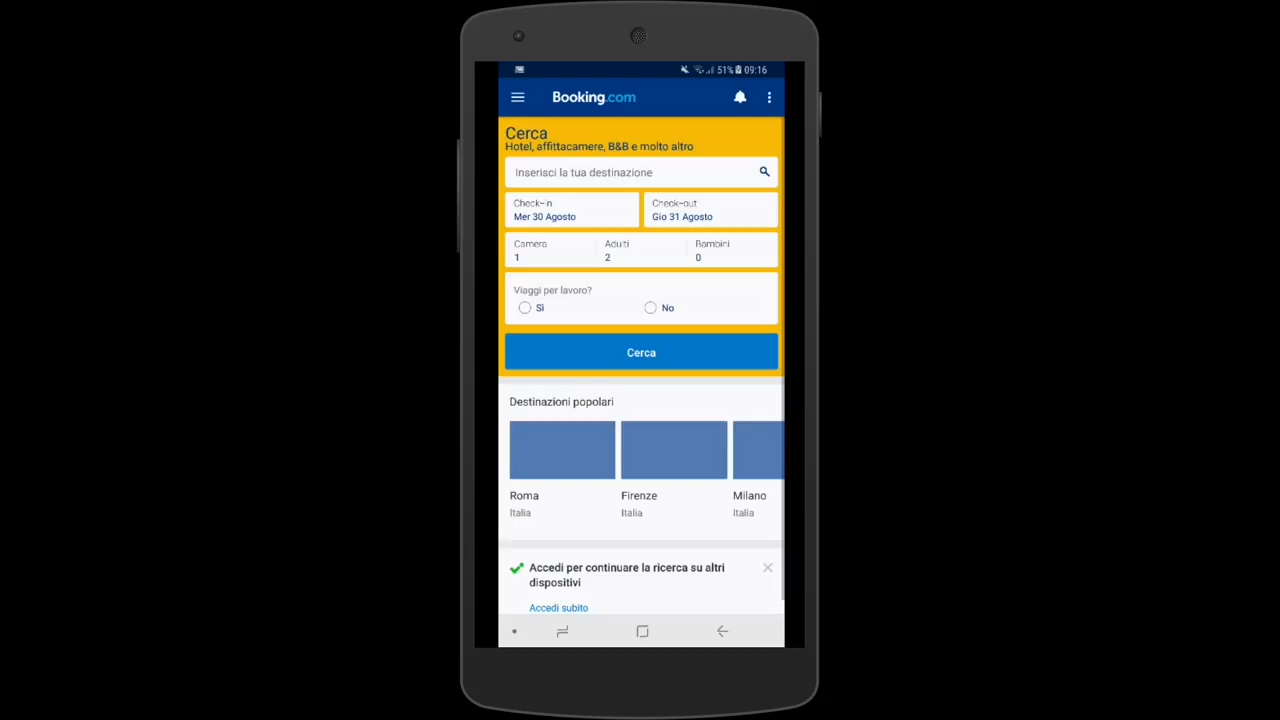 51% 09:16
Booking.com
Cerca
Hotel, affittacamere, B&B e molto altro
Inserisci la tua destinazione
Check-in Check-out
Mer 30 Agosto Gio 31 Agosto
Camera Adulti Bambini
1 2 0
Viaggi per lavoro?
Sì No
Cerca
Destinazioni popolari
Roma Firenze Milano
Italia Italia Italia
Accedi per continuare la ricerca su altri
dispositivi
Accedi subito